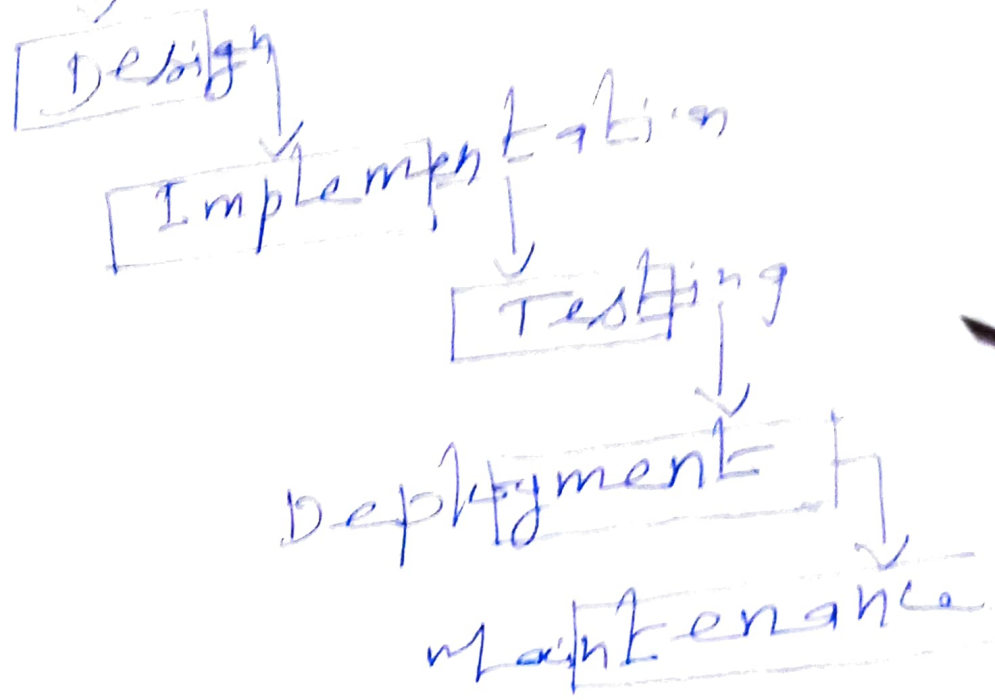 Design
Implementation
Testing
Deployment
Maintenance